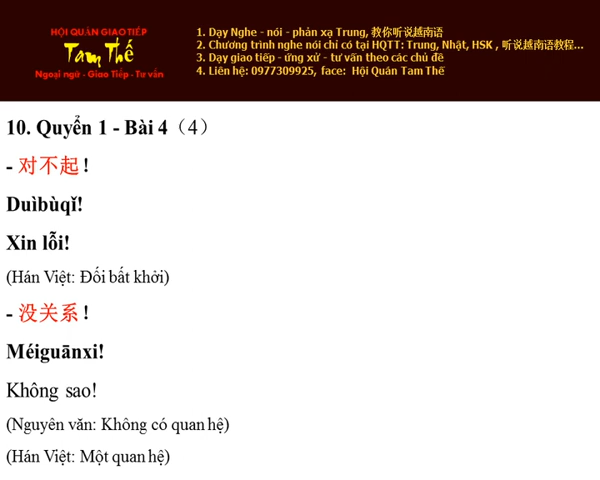 HỘI QUÁN GIAO TIẾP
Tam Thế
Ngoại ngữ - Giao Tiếp - Tư vấn
1. Dạy Nghe - nói - phản xạ Trung, 教你听说越南语
2. Chương trình nghe nói chỉ có tại HQTT: Trung, Nhật, HSK , 听说越南语教程...
3. Dạy giao tiếp - ứng xử - tư vấn theo các chủ đề
4. Liên hệ: 0977309925, face: Hội Quán Tam Thế
10. Quyển 1 - Bài 4（4）
- 对不起！
Duìbùqǐ!
Xin lỗi!
(Hán Việt: Đối bất khởi)
- 没关系！
Méiguānxi!
Không sao!
(Nguyên văn: Không có quan hệ)
(Hán Việt: Một quan hệ)